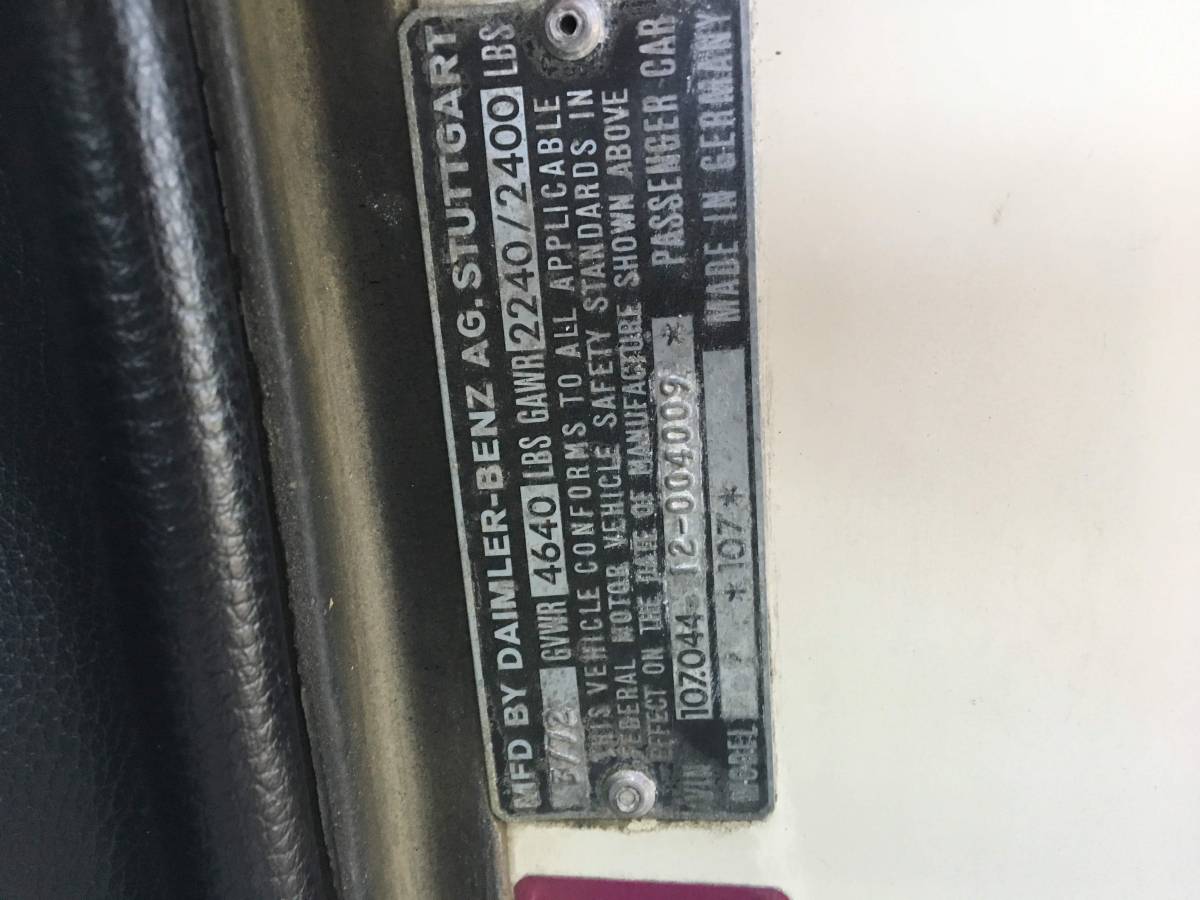 MFD BY DAIMLER-BENZ AG. STUTTGART
3/72 GVWR 4640 LBS GAWR 2240/2400 LBS
THIS VEHICLE CONFORMS TO ALL APPLICABLE
FEDERAL MOTOR VEHICLE SAFETY STANDARDS IN
EFFECT ON THE DATE OF MANUFACTURE SHOWN ABOVE
VIN 107.044-12-004009 * PASSENGER CAR
MODEL *107* MADE IN GERMANY